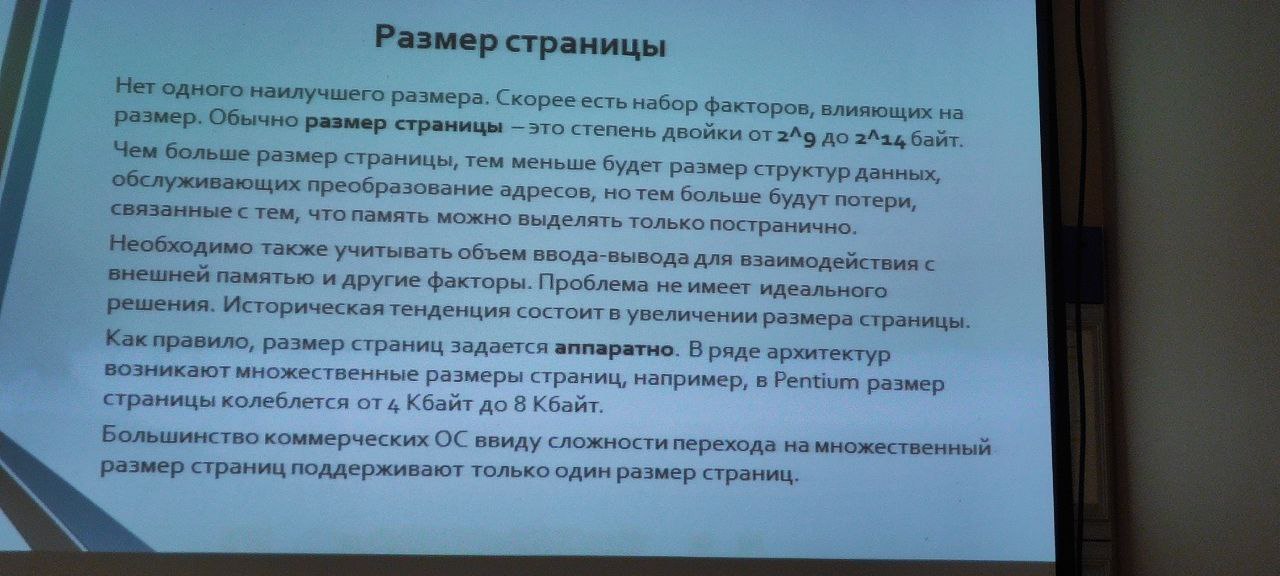 Размер страницы
Нет одного наилучшего размера. Скорее есть набор факторов, влияющих на
размер. Обычно размер страницы – это степень двойки от 2^9 до 2^14 байт.
Чем больше размер страницы, тем меньше будет размер структур данных,
обслуживающих преобразование адресов, но тем больше будут потери,
связанные с тем, что память можно выделять только постранично.
Необходимо также учитывать объем ввода-вывода для взаимодействия с
внешней памятью и другие факторы. Проблема не имеет идеального
решения. Историческая тенденция состоит в увеличении размера страницы.
Как правило, размер страниц задается аппаратно. В ряде архитектур
возникают множественные размеры страниц, например, в Pentium размер
страницы колеблется от 4 Кбайт до 8 Кбайт.
Большинство коммерческих ОС ввиду сложности перехода на множественный
размер страниц поддерживают только один размер страниц.